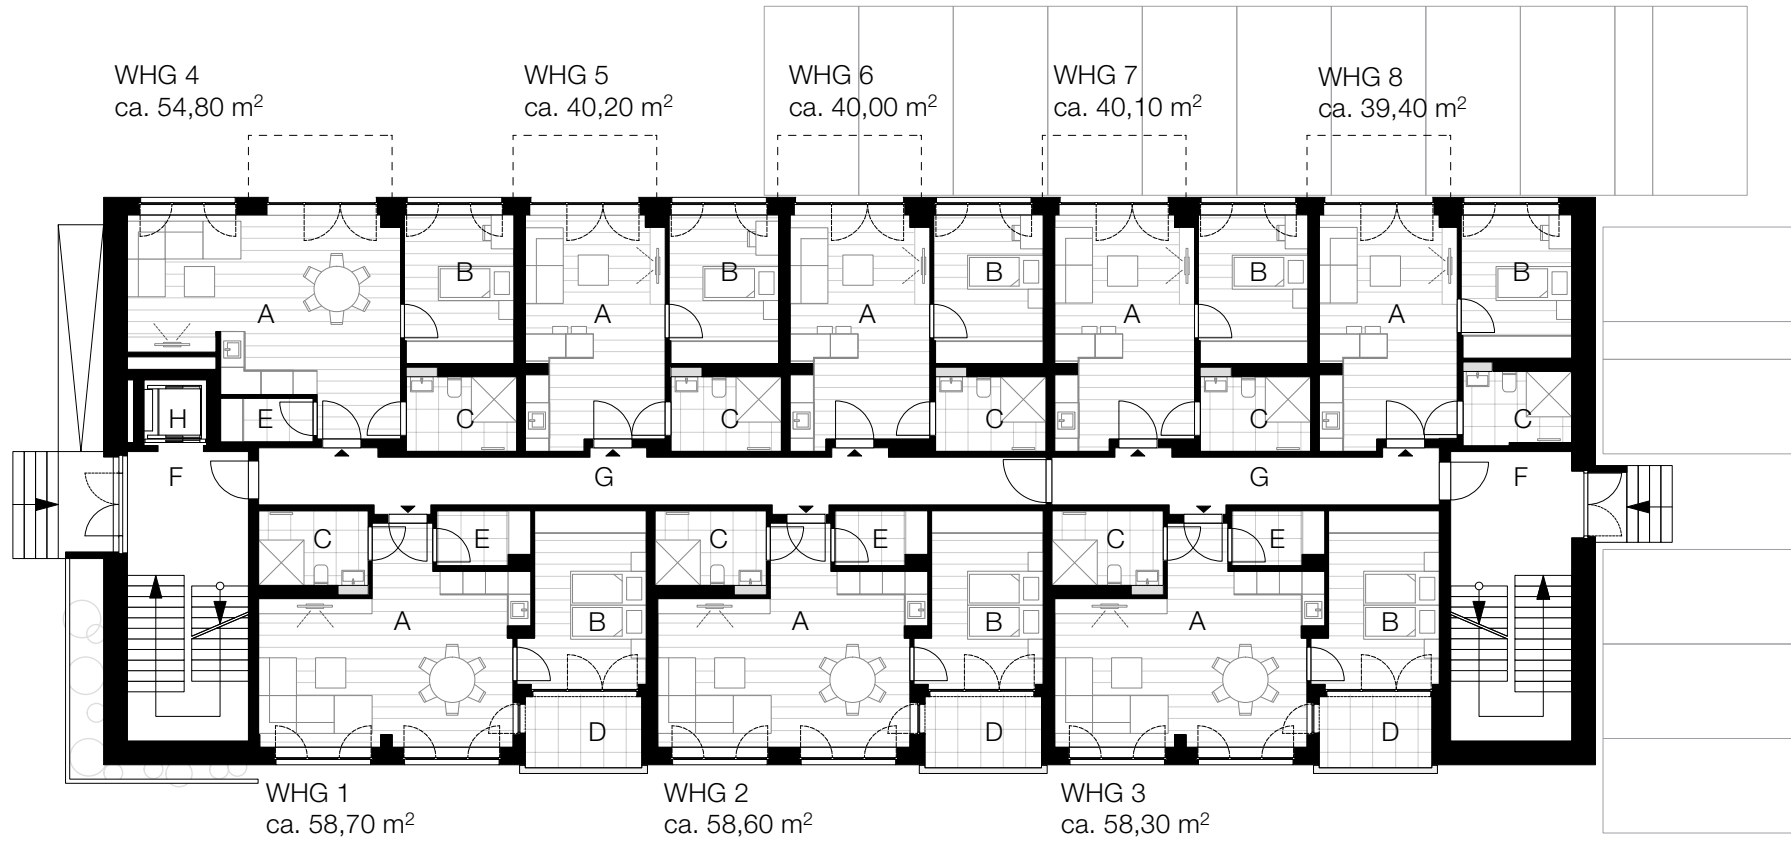 WHG 4
ca. 54,80 m²
WHG 5
ca. 40,20 m²
WHG 6
ca. 40,00 m²
WHG 7
ca. 40,10 m²
WHG 8
ca. 39,40 m²
B B B B B
A A A A A
H E C C C C C
F G G F
C E C E C E
A B A B A B
D D D
WHG 1
ca. 58,70 m²
WHG 2
ca. 58,60 m²
WHG 3
ca. 58,30 m²